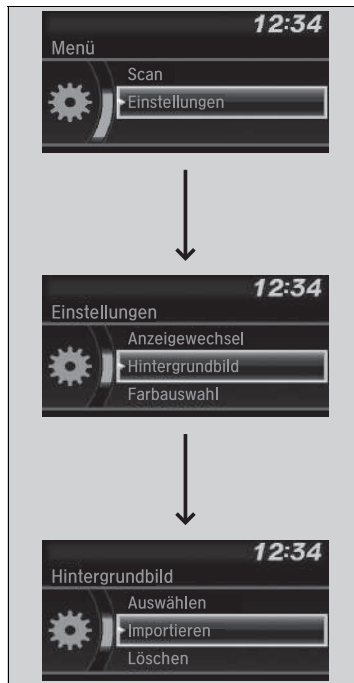 12:34
Menü
Scan
Einstellungen
12:34
Einstellungen
Anzeigewechsel
Hintergrundbild
Farbauswahl
12:34
Hintergrundbild
Auswählen
Importieren
Löschen